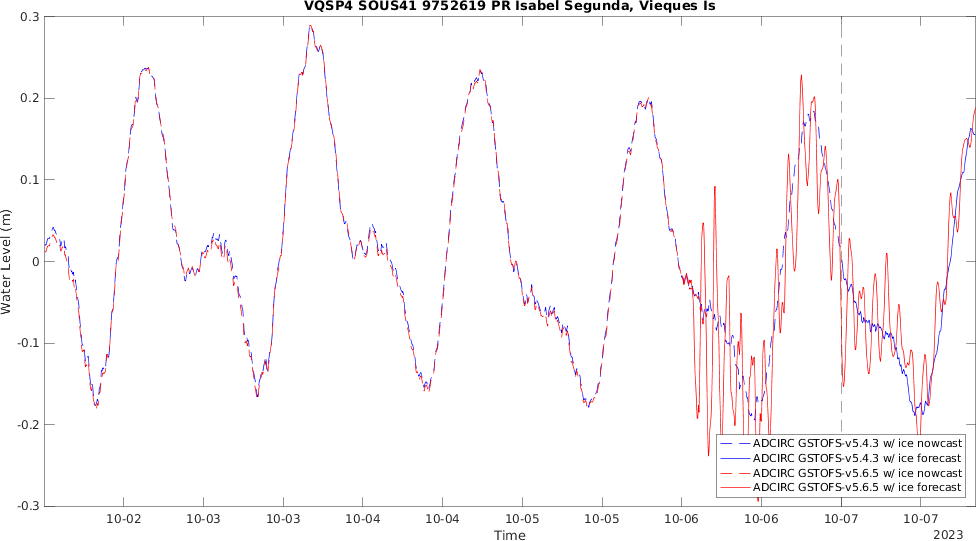 VQSP4 SOUS41 9752619 PR Isabel Segunda, Vieques Is
0.3
0.2
0.1
0
-0.1
-0.2
-0.3
Water Level (m)
ADCIRC GSTOFS-v5.4.3 w/ ice nowcast
ADCIRC GSTOFS-v5.4.3 w/ ice forecast
ADCIRC GSTOFS-v5.6.5 w/ ice nowcast
ADCIRC GSTOFS-v5.6.5 w/ ice forecast
10-02 10-03 10-03 10-04 10-04 10-05 10-05 10-06 10-06 10-07 10-07
Time
2023